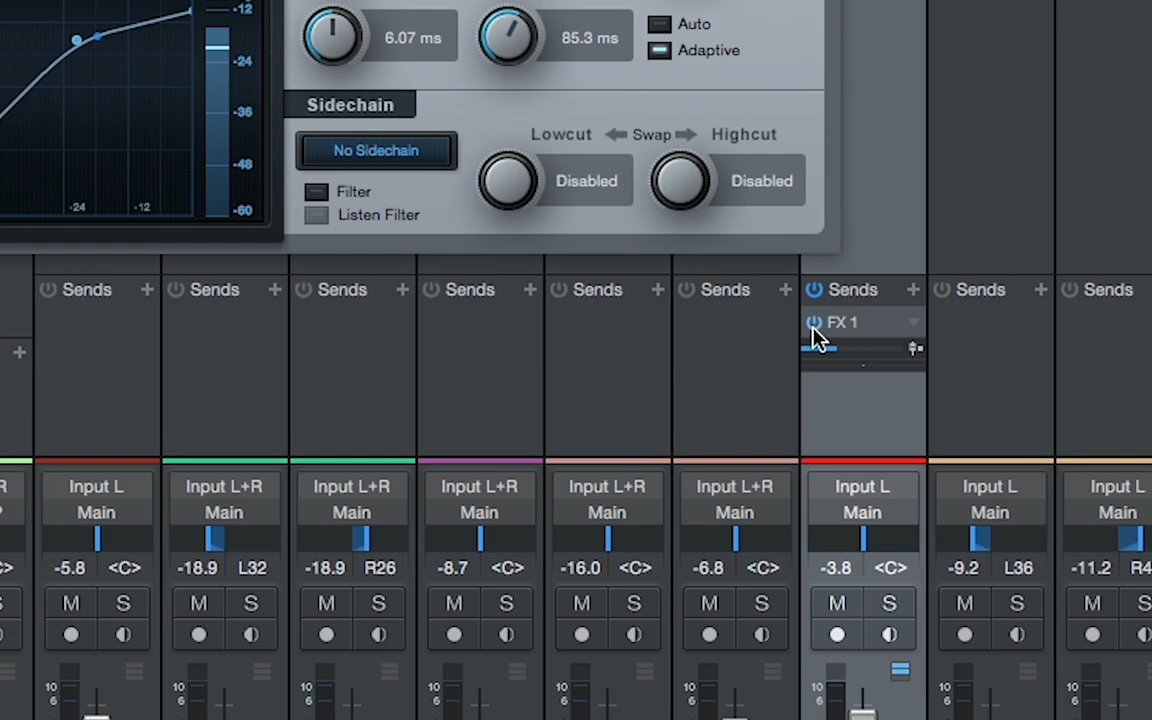 -12
-24
-36
-48
-60
-24 -12
6.07 ms 85.3 ms
Auto
Adaptive
Sidechain
No Sidechain
Filter
Listen Filter
Lowcut Swap Highcut
Disabled Disabled
+ Sends + Sends + Sends + Sends + Sends + Sends + Sends + Sends + Sends
FX 1
R Input L Input L+R Input L+R Input L+R Input L+R Input L+R Input L Input L Input L
Main Main Main Main Main Main Main Main Main
C> -5.8 <C> -18.9 L32 -18.9 R26 -8.7 <C> -16.0 <C> -6.8 <C> -3.8 <C> -9.2 L36 -11.2 R4
S M S M S M S M S M S M S M S M S M S
10 10 10 10 10 10 10 10 10
6 6 6 6 6 6 6 6 6